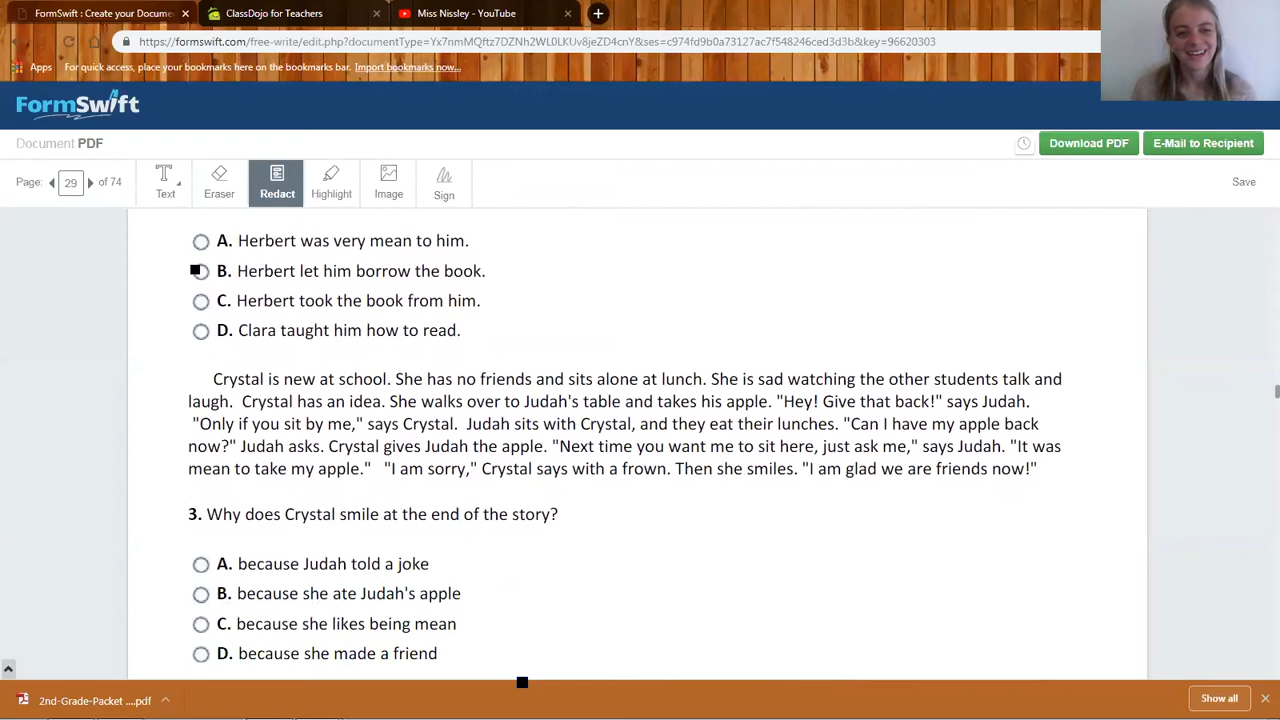 FormSwift : Create your Docume
ClassDojo for Teachers
Miss Nissley - YouTube
https://formswift.com/free-write/edit.php?documentType=Yx7nmMQftz7DZNh2WL0LKUv8jeZD4cnY&ses=c974fd9b0a73127ac7f548246ced3d3b&key=96620303
Apps
For quick access, place your bookmarks here on the bookmarks bar. Import bookmarks now...
FormSwift
Document PDF
Download PDF
E-Mail to Recipient
Page: 29 of 74
Text
Eraser
Redact
Highlight
Image
Sign
Save
A. Herbert was very mean to him.
B. Herbert let him borrow the book.
C. Herbert took the book from him.
D. Clara taught him how to read.
Crystal is new at school. She has no friends and sits alone at lunch. She is sad watching the other students talk and
laugh. Crystal has an idea. She walks over to Judah's table and takes his apple. "Hey! Give that back!" says Judah.
"Only if you sit by me," says Crystal. Judah sits with Crystal, and they eat their lunches. "Can I have my apple back
now?" Judah asks. Crystal gives Judah the apple. "Next time you want me to sit here, just ask me," says Judah. "It was
mean to take my apple." "I am sorry," Crystal says with a frown. Then she smiles. "I am glad we are friends now!"
3. Why does Crystal smile at the end of the story?
A. because Judah told a joke
B. because she ate Judah's apple
C. because she likes being mean
D. because she made a friend
2nd-Grade-Packet ....pdf
Show all